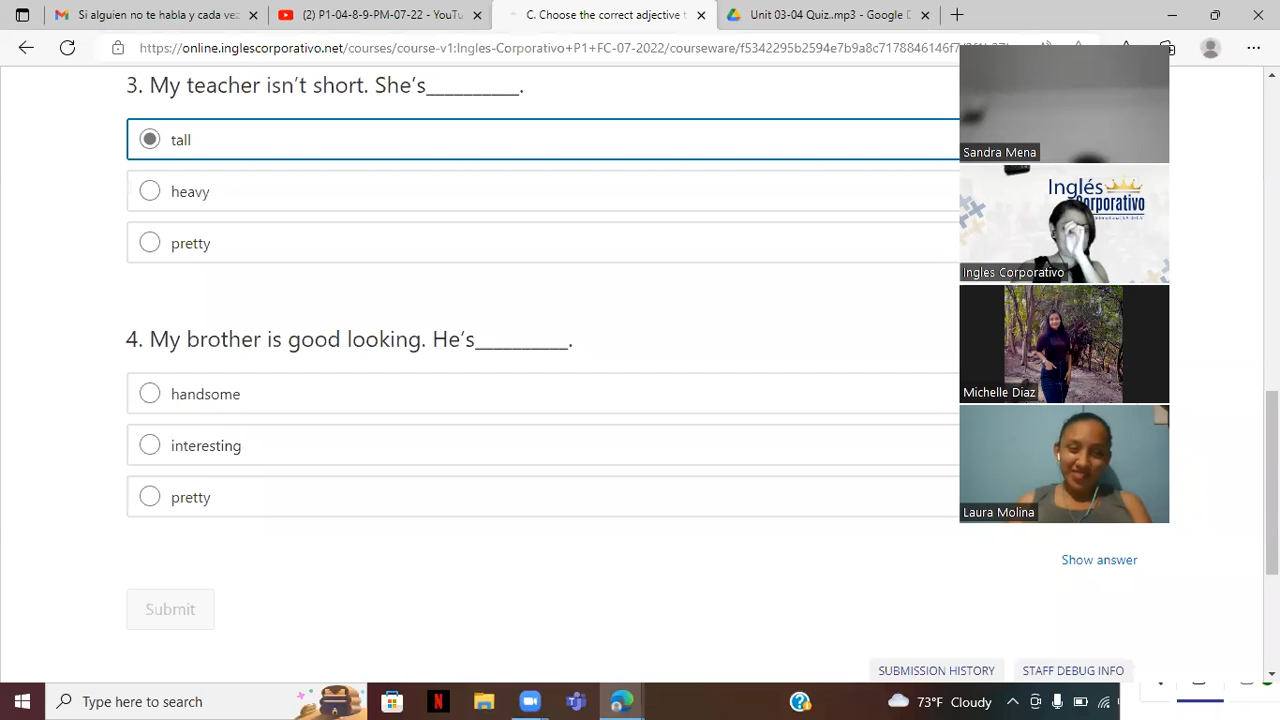 Si alguien no te habla y cada vez
(2) P1-04-8-9-PM-07-22 - YouTu
C. Choose the correct adjective t
Unit 03-04 Quiz.mp3 - Google D
https://online.inglescorporativo.net/courses/course-v1:Ingles-Corporativo+P1+FC-07-2022/courseware/f5342295b2594e7b9a8c7178846146f7
3. My teacher isn't short. She's__________.
tall
heavy
pretty
4. My brother is good looking. He's__________.
handsome
interesting
pretty
Show answer
Submit
SUBMISSION HISTORY
STAFF DEBUG INFO
Sandra Mena
Inglés
Corporativo
Ingles Corporativo
Michelle Diaz
Laura Molina
Type here to search
73°F Cloudy